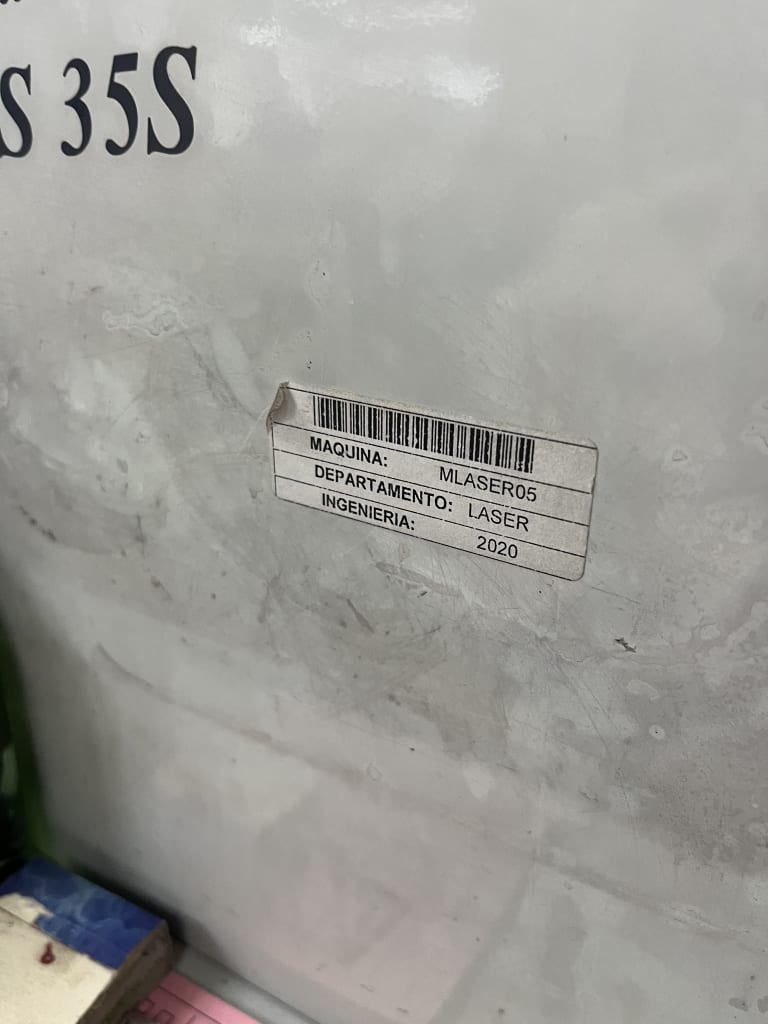 S 35S
MAQUINA: MLASER05
DEPARTAMENTO: LASER
INGENIERIA: 2020